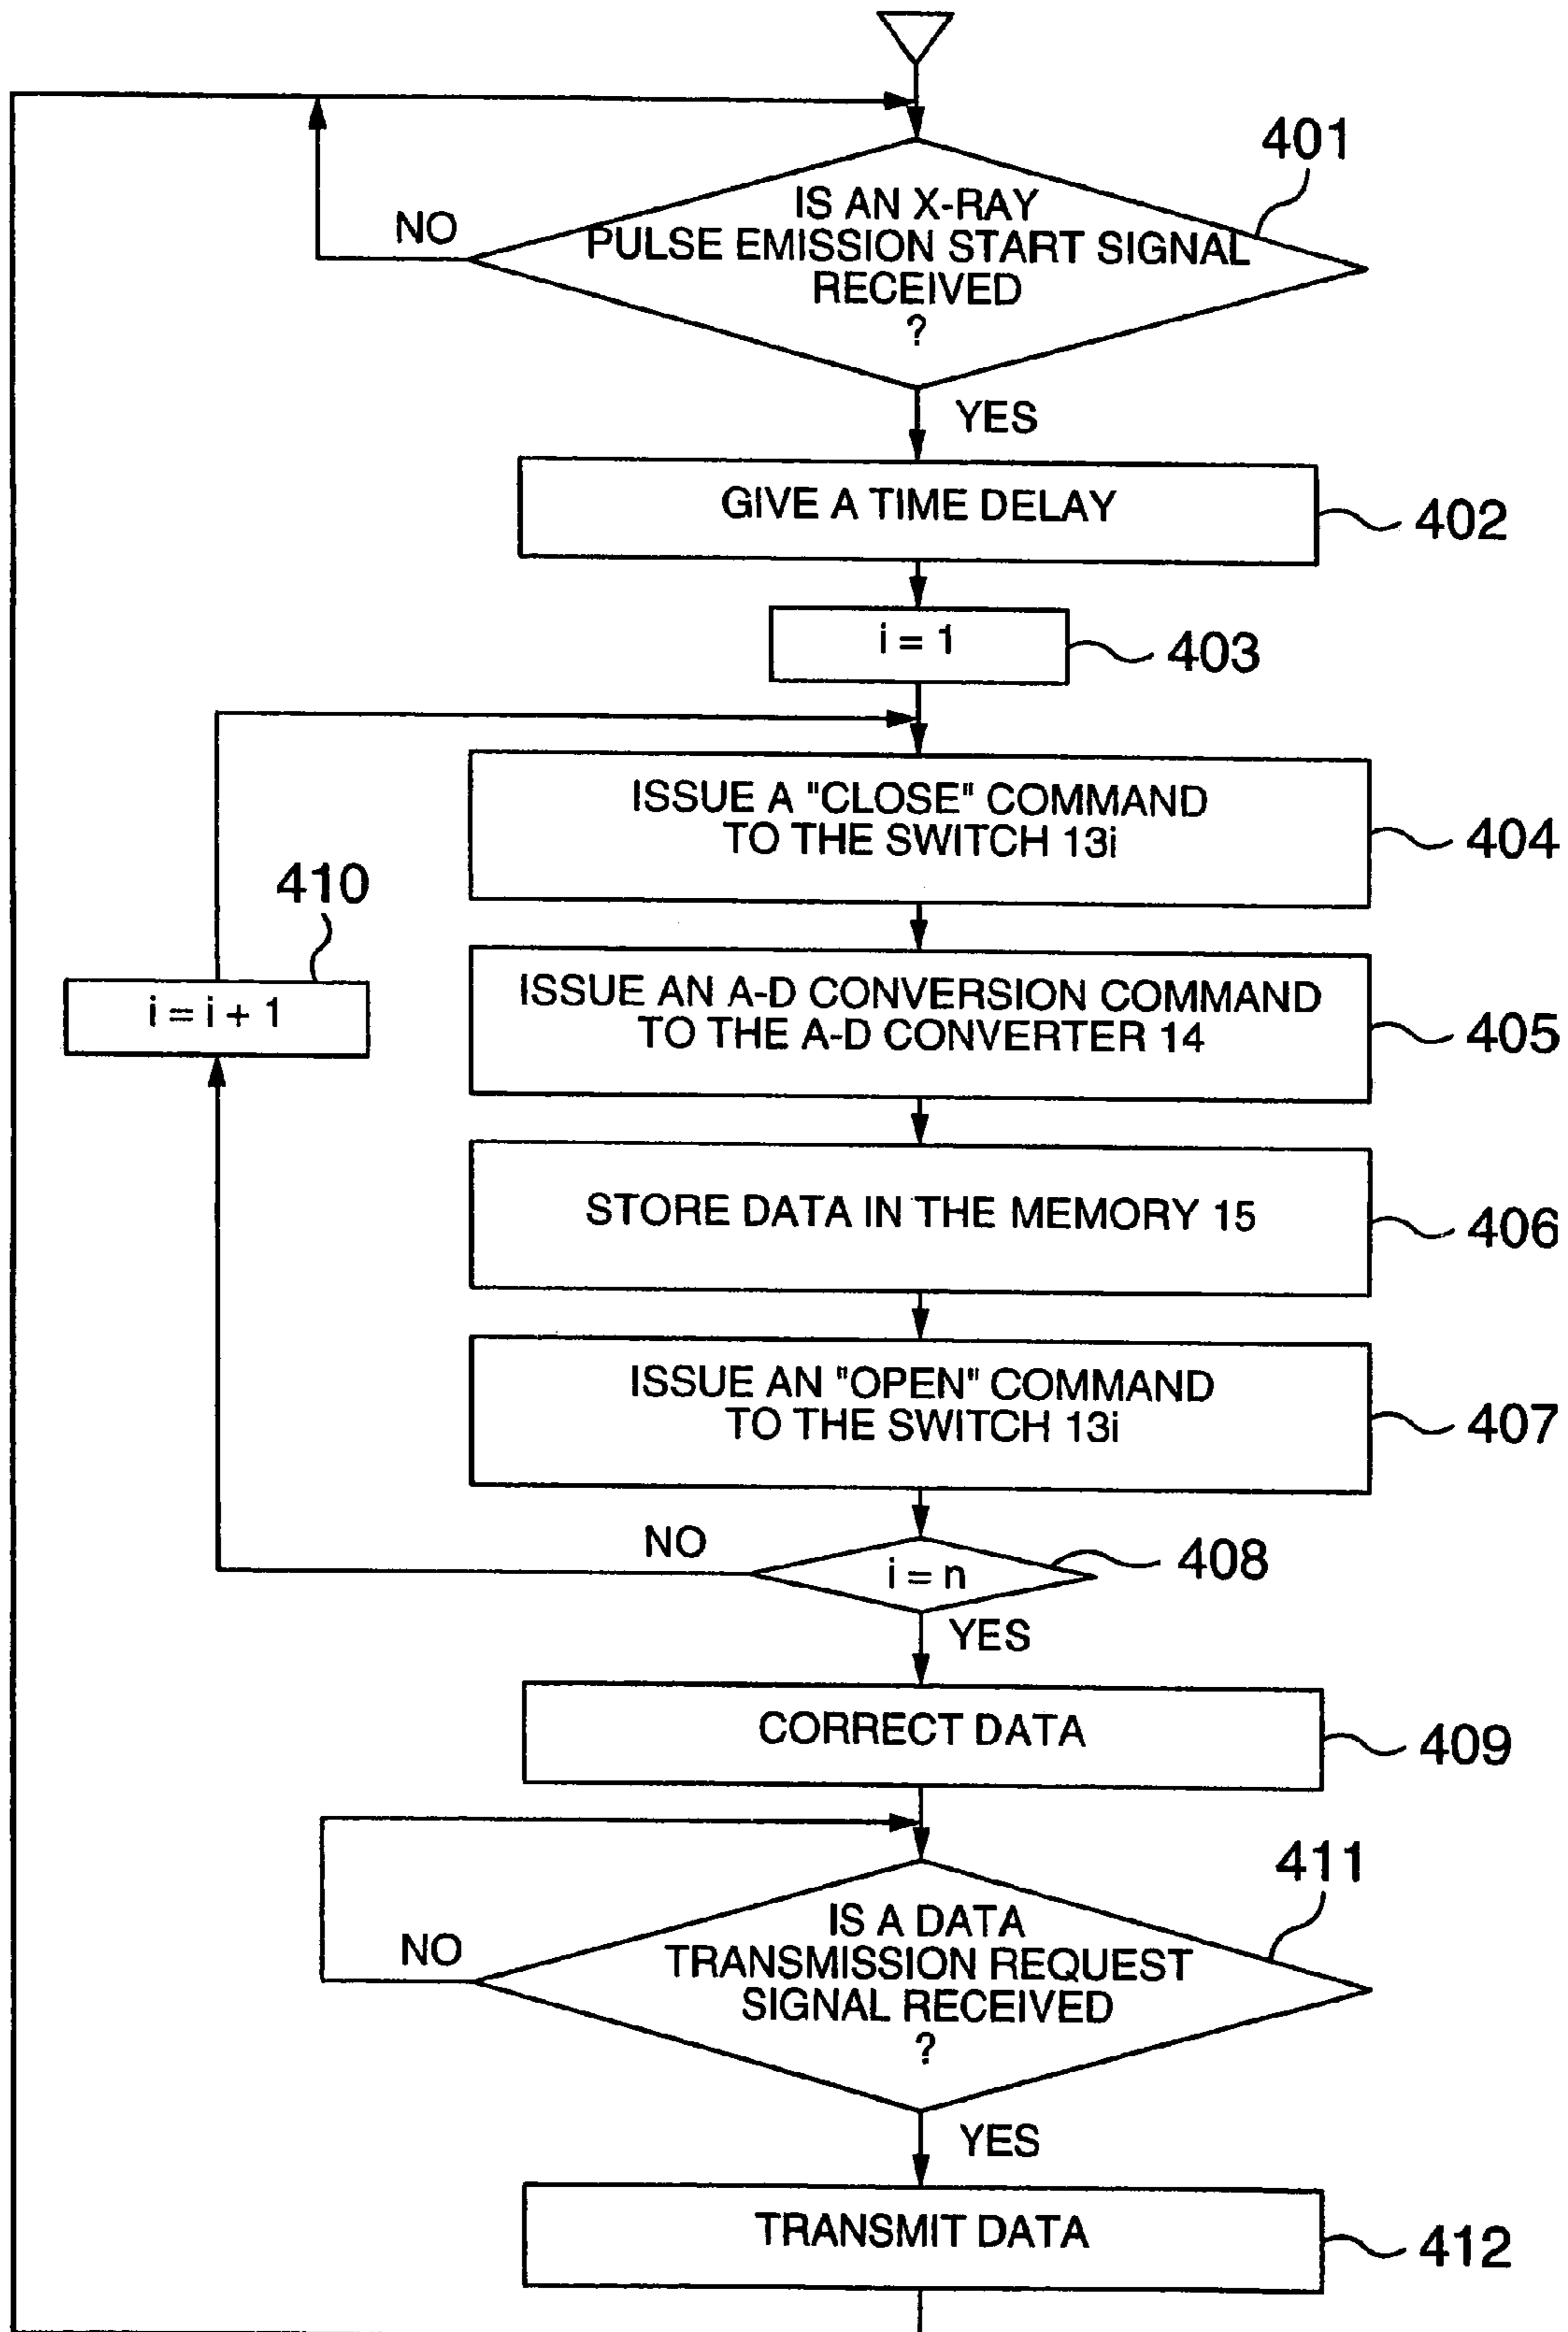 401
IS AN X-RAY
PULSE EMISSION START SIGNAL
RECEIVED
?
NO
YES
GIVE A TIME DELAY
402
i = 1
403
ISSUE A "CLOSE" COMMAND
TO THE SWITCH 13i
404
410
i = i + 1
ISSUE AN A-D CONVERSION COMMAND
TO THE A-D CONVERTER 14
405
STORE DATA IN THE MEMORY 15
406
ISSUE AN "OPEN" COMMAND
TO THE SWITCH 13i
407
NO
i = n
408
YES
CORRECT DATA
409
411
IS A DATA
TRANSMISSION REQUEST
SIGNAL RECEIVED
?
NO
YES
TRANSMIT DATA
412